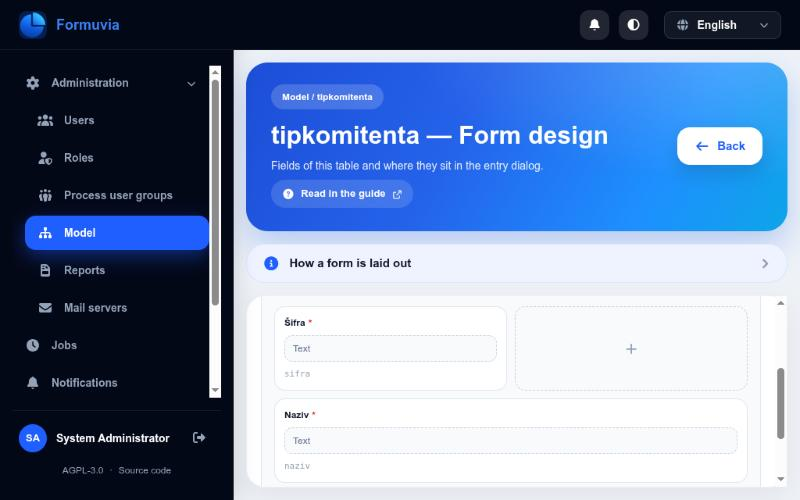 Formuvia
English
Administration
Users
Roles
Process user groups
Model
Reports
Mail servers
Jobs
Notifications
SA
System Administrator
AGPL-3.0 · Source code
Model / tipkomitenta
tipkomitenta — Form design
Fields of this table and where they sit in the entry dialog.
Read in the guide
Back
How a form is laid out
Šifra *
Text
sifra
+
Naziv *
Text
naziv